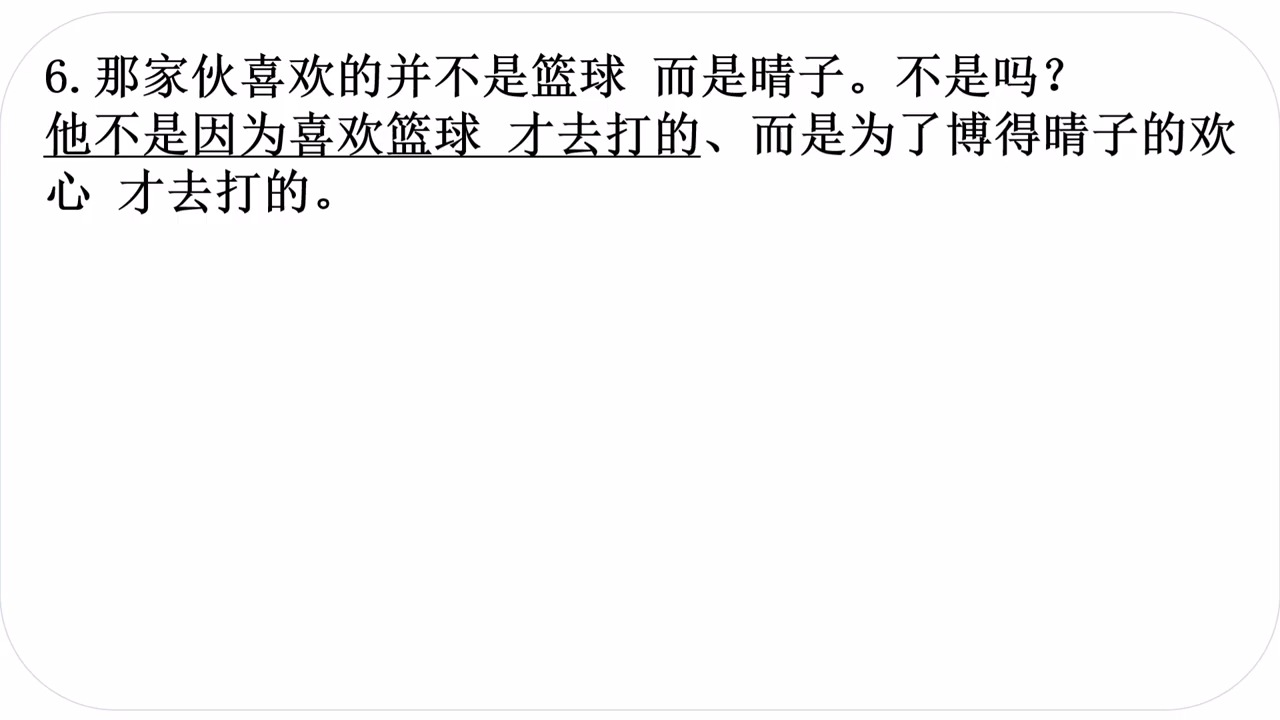 6.那家伙喜欢的并不是篮球 而是晴子。不是吗？
他不是因为喜欢篮球 才去打的、而是为了博得晴子的欢
心 才去打的。